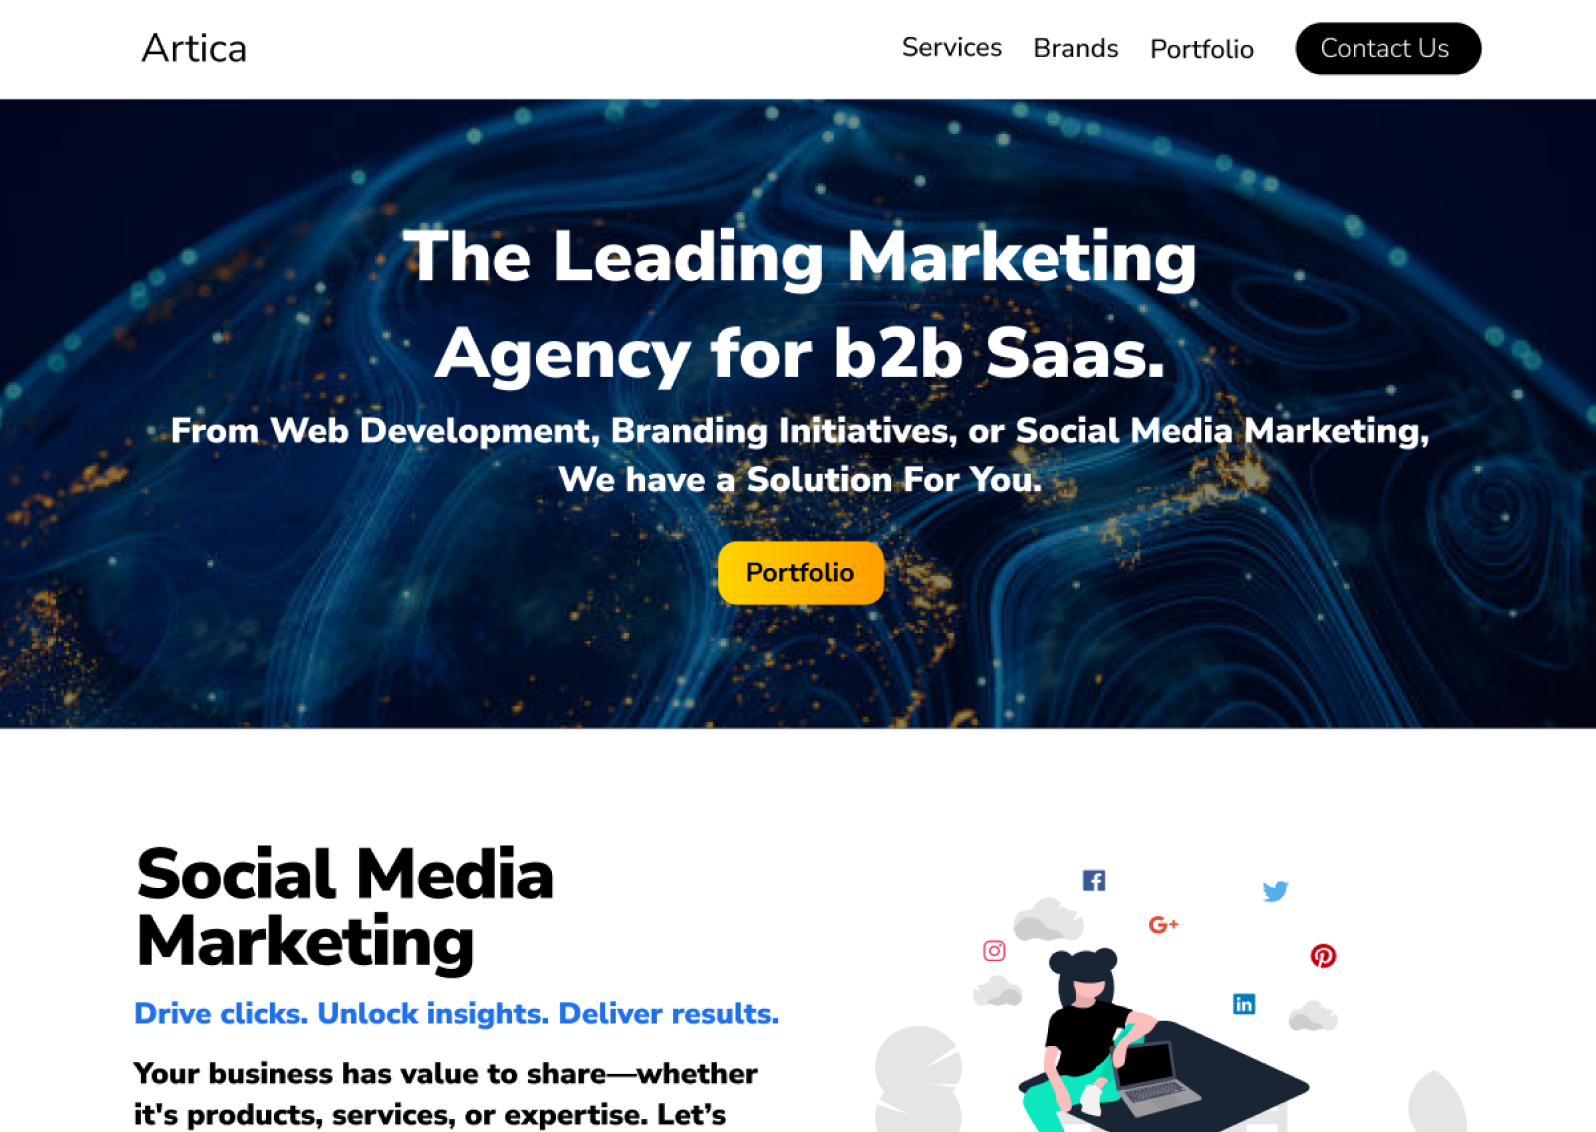 Artica
Services Brands Portfolio Contact Us
The Leading Marketing
Agency for b2b Saas.
From Web Development, Branding Initiatives, or Social Media Marketing,
We have a Solution For You.
Portfolio
Social Media
Marketing
Drive clicks. Unlock insights. Deliver results.
Your business has value to share—whether
it's products, services, or expertise. Let’s
G+
in